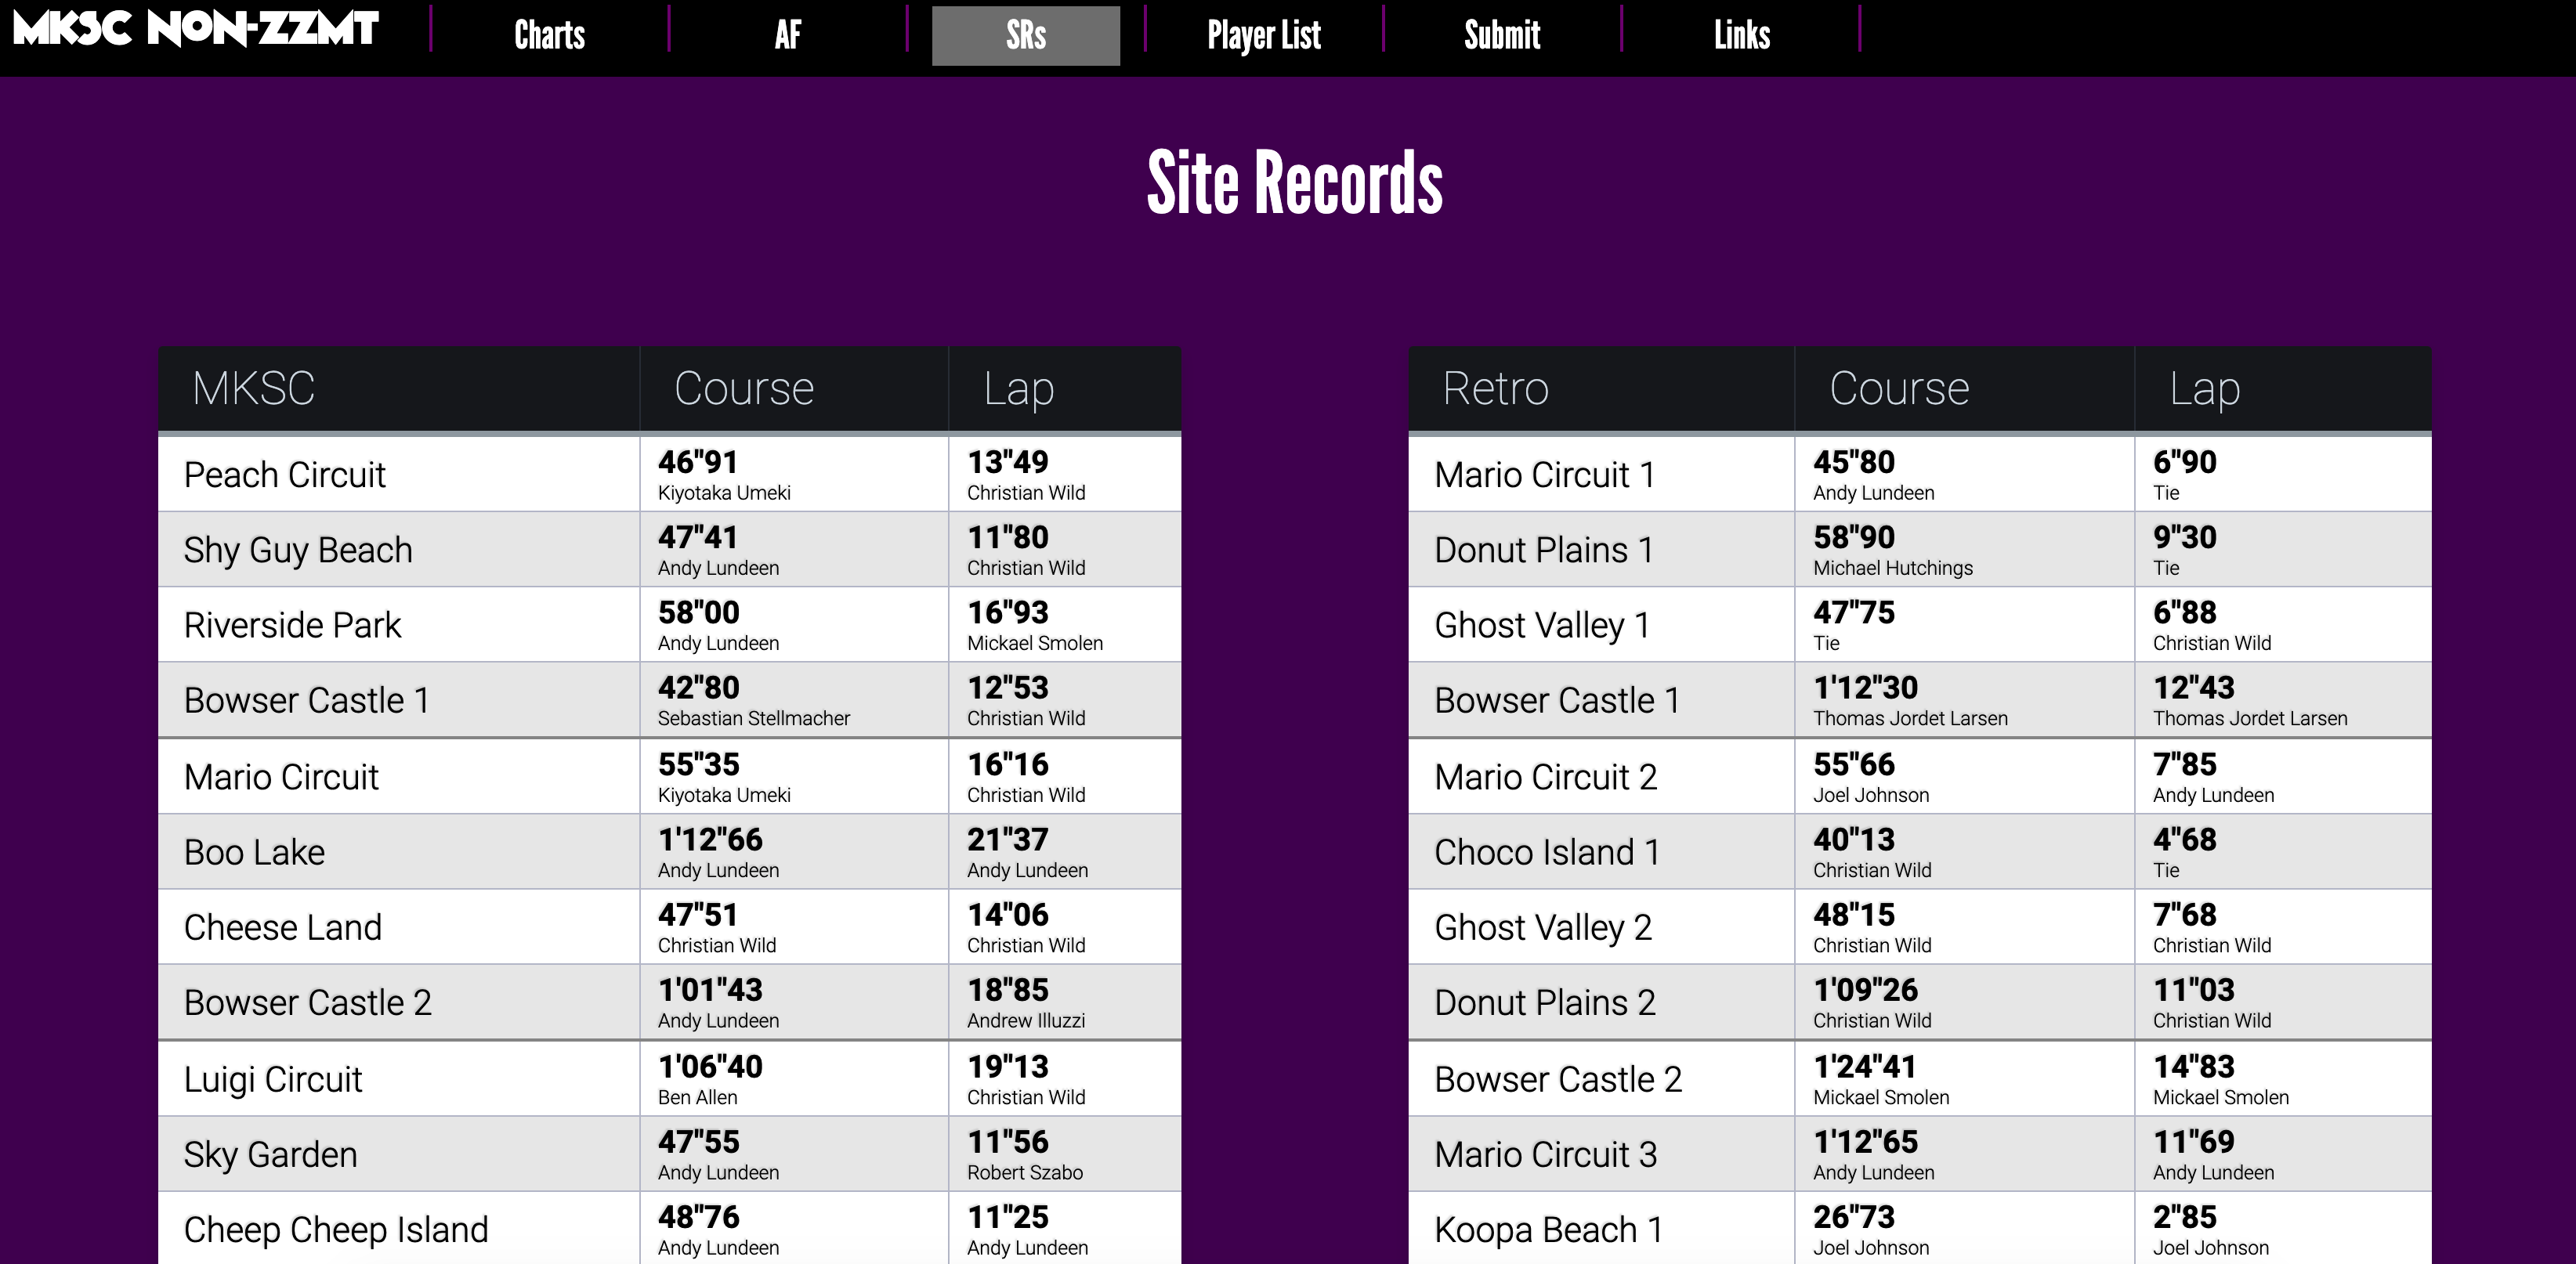 MKSC NON-ZZMT
Charts
AF
SRs
Player List
Submit
Links
Site Records
MKSC Course Lap
Peach Circuit 46"91 13"49
Kiyotaka Umeki Christian Wild
Shy Guy Beach 47"41 11"80
Andy Lundeen Christian Wild
Riverside Park 58"00 16"93
Andy Lundeen Mickael Smolen
Bowser Castle 1 42"80 12"53
Sebastian Stellmacher Christian Wild
Mario Circuit 55"35 16"16
Kiyotaka Umeki Christian Wild
Boo Lake 1'12"66 21"37
Andy Lundeen Andy Lundeen
Cheese Land 47"51 14"06
Christian Wild Christian Wild
Bowser Castle 2 1'01"43 18"85
Andy Lundeen Andrew Illuzzi
Luigi Circuit 1'06"40 19"13
Ben Allen Christian Wild
Sky Garden 47"55 11"56
Andy Lundeen Robert Szabo
Cheep Cheep Island 48"76 11"25
Andy Lundeen Andy Lundeen
Retro Course Lap
Mario Circuit 1 45"80 6"90
Andy Lundeen Tie
Donut Plains 1 58"90 9"30
Michael Hutchings Tie
Ghost Valley 1 47"75 6"88
Tie Christian Wild
Bowser Castle 1 1'12"30 12"43
Thomas Jordet Larsen Thomas Jordet Larsen
Mario Circuit 2 55"66 7"85
Joel Johnson Andy Lundeen
Choco Island 1 40"13 4"68
Christian Wild Tie
Ghost Valley 2 48"15 7"68
Christian Wild Christian Wild
Donut Plains 2 1'09"26 11"03
Christian Wild Christian Wild
Bowser Castle 2 1'24"41 14"83
Mickael Smolen Mickael Smolen
Mario Circuit 3 1'12"65 11"69
Andy Lundeen Andy Lundeen
Koopa Beach 1 26"73 2"85
Joel Johnson Joel Johnson